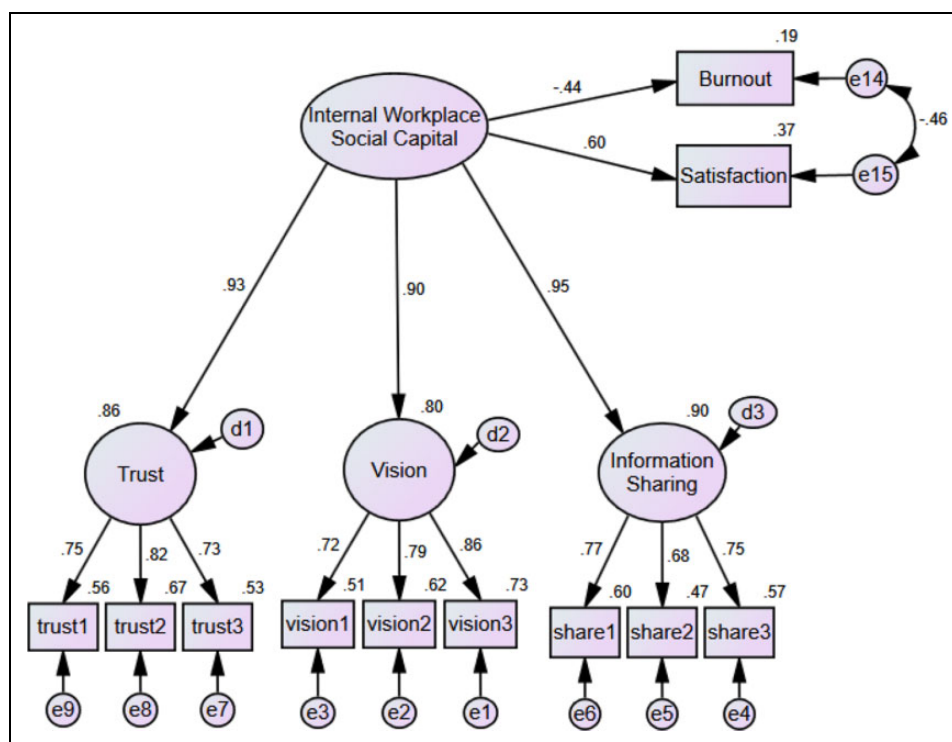 .19
Burnout
e14
-.44
Internal Workplace
Social Capital
-.46
.37
.60
Satisfaction
e15
.93
.90
.95
.86
d1
.80
d2
.90
d3
Trust
Vision
Information
Sharing
.75
.82
.73
.72
.79
.86
.77
.68
.75
.56
.67
.53
.51
.62
.73
.60
.47
.57
trust1
trust2
trust3
vision1
vision2
vision3
share1
share2
share3
e9
e8
e7
e3
e2
e1
e6
e5
e4